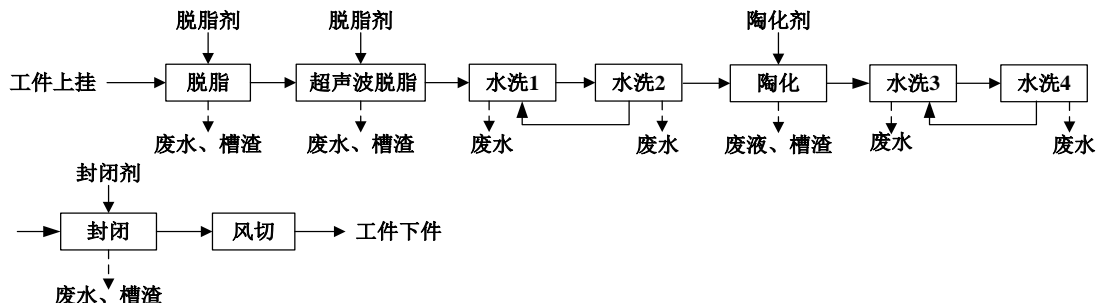 脱脂剂 脱脂剂 陶化剂
工件上挂 脱脂 超声波脱脂 水洗1 水洗2 陶化 水洗3 水洗4
废水、槽渣 废水、槽渣 废水 废水 废液、槽渣 废水 废水
封闭剂
封闭 风切 工件下件
废水、槽渣